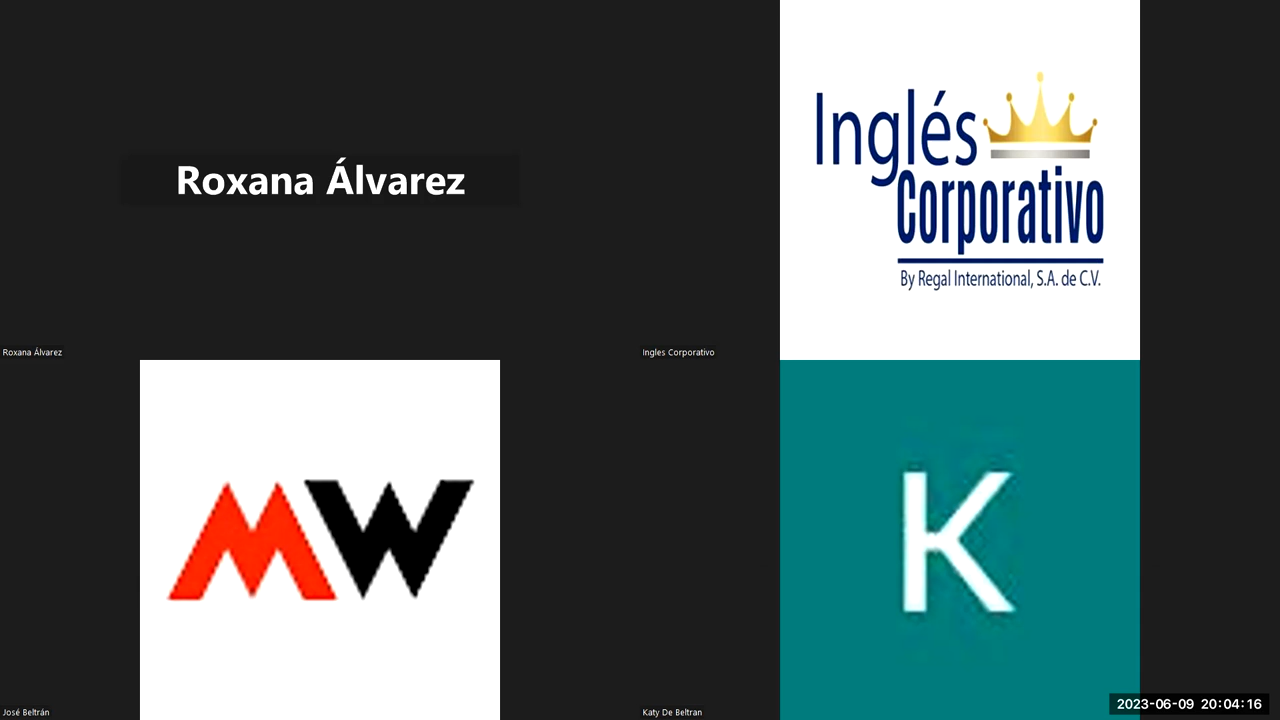 Roxana Álvarez
Roxana Álvarez
Inglés
Corporativo
By Regal International, S.A. de C.V.
Ingles Corporativo
MW
José Beltrán
K
Katy De Beltran
2023-06-09 20:04:16